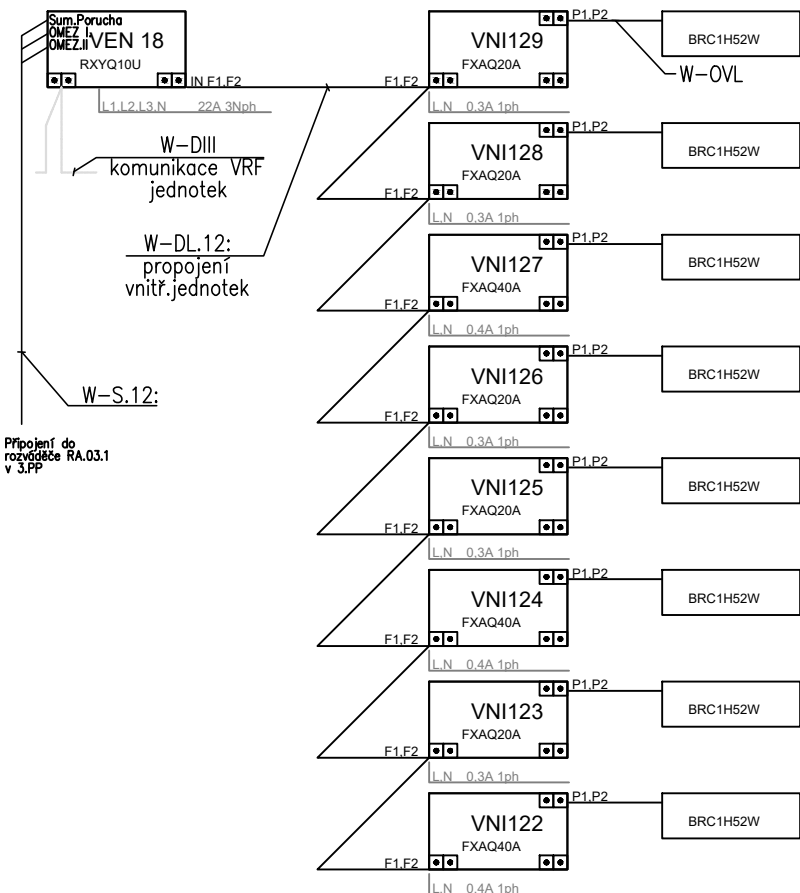 Sum.Porucha
OMEZ I.
OMEZ.II
VEN 18
RXYQ10U
IN F1,F2
L1,L2,L3,N 22A 3Nph
W-DIII
komunikace VRF
jednotek
W-DL.12:
propojení
vnitř.jednotek
W-S.12:
Připojení do
rozváděče RA.03.1
v 3.PP
P1,P2
VNI129
FXAQ20A
BRC1H52W
W-OVL
F1,F2
L,N 0,3A 1ph
P1,P2
VNI128
FXAQ20A
BRC1H52W
F1,F2
L,N 0,3A 1ph
P1,P2
VNI127
FXAQ40A
BRC1H52W
F1,F2
L,N 0,4A 1ph
P1,P2
VNI126
FXAQ20A
BRC1H52W
F1,F2
L,N 0,3A 1ph
P1,P2
VNI125
FXAQ20A
BRC1H52W
F1,F2
L,N 0,3A 1ph
P1,P2
VNI124
FXAQ40A
BRC1H52W
F1,F2
L,N 0,4A 1ph
P1,P2
VNI123
FXAQ20A
BRC1H52W
F1,F2
L,N 0,3A 1ph
P1,P2
VNI122
FXAQ40A
BRC1H52W
F1,F2
L,N 0,4A 1ph